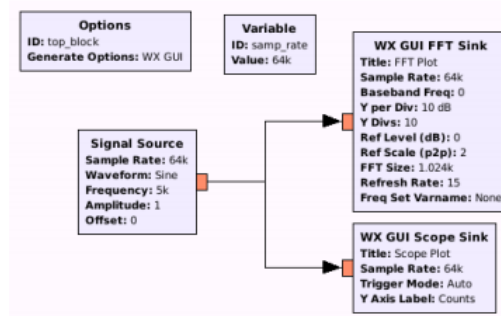 Options
ID: top_block
Generate Options: WX GUI
Variable
ID: samp_rate
Value: 64k
Signal Source
Sample Rate: 64k
Waveform: Sine
Frequency: 5k
Amplitude: 1
Offset: 0
WX GUI FFT Sink
Title: FFT Plot
Sample Rate: 64k
Baseband Freq: 0
Y per Div: 10 dB
Y Divs: 10
Ref Level (dB): 0
Ref Scale (p2p): 2
FFT Size: 1.024k
Refresh Rate: 15
Freq Set Varname: None
WX GUI Scope Sink
Title: Scope Plot
Sample Rate: 64k
Trigger Mode: Auto
Y Axis Label: Counts